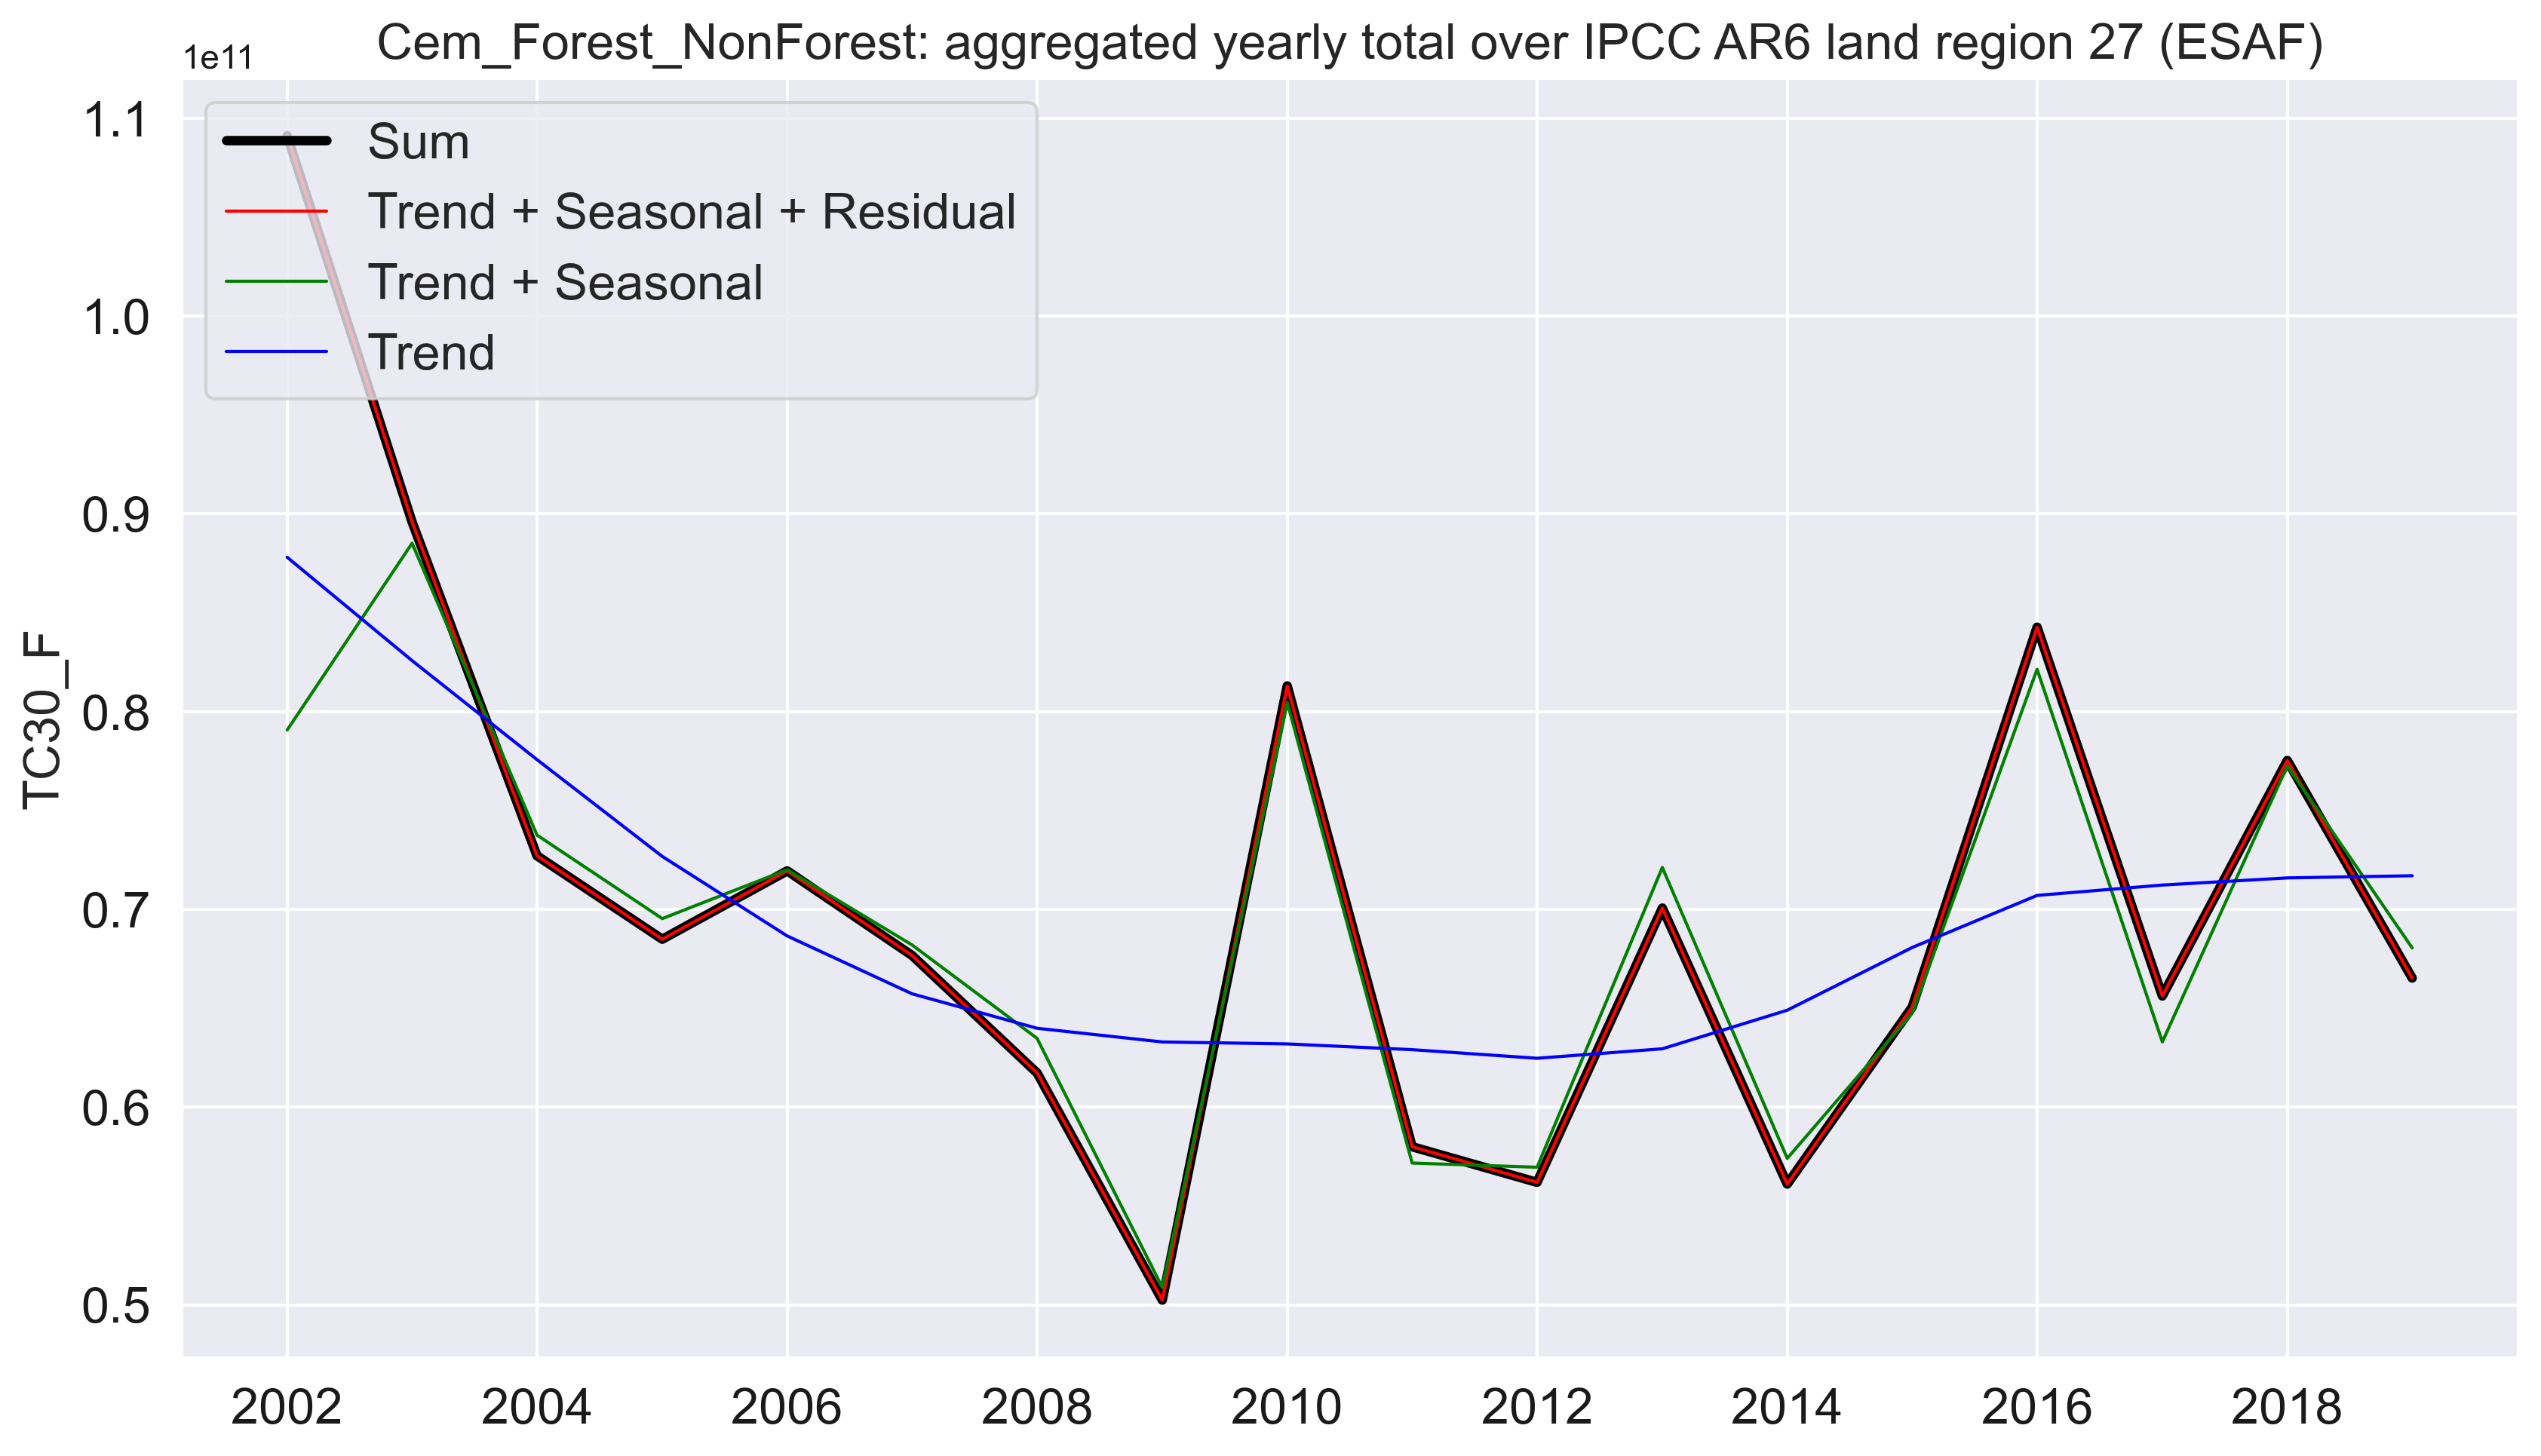 Cem_Forest_NonForest: aggregated yearly total over IPCC AR6 land region 27 (ESAF)
1e11
1.1
1.0
0.9
0.8
0.7
0.6
0.5
TC30_F
Sum
Trend + Seasonal + Residual
Trend + Seasonal
Trend
2002 2004 2006 2008 2010 2012 2014 2016 2018